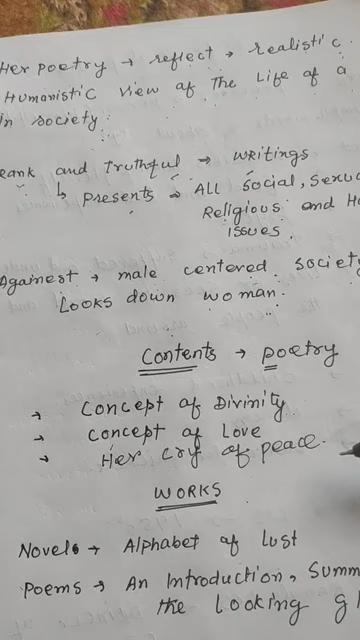 Her poetry → reflect → realistic.
Humanistic view of The Life of a
in society.
rank and Truthful → writings
↳ presents → All social, Sexu
Religious and H
issues.
Against → male centered society
Looks down woman.
Contents → poetry
→ Concept of Divinity.
→ Concept of Love
→ Her cry of peace.
WORKS
Novels → Alphabet of Lust
Poems → An Introduction, Summ
the Looking gl